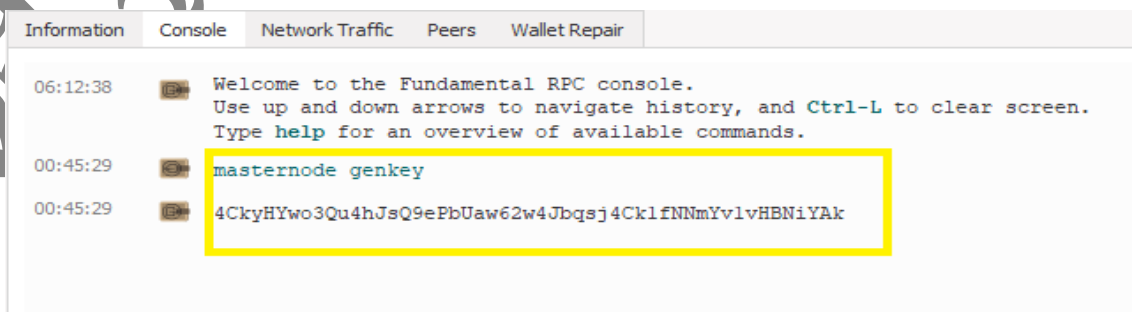 Information Console Network Traffic Peers Wallet Repair
06:12:38 Welcome to the Fundamental RPC console.
Use up and down arrows to navigate history, and Ctrl-L to clear screen.
Type help for an overview of available commands.
00:45:29 masternode genkey
00:45:29 4CkyHYwo3Qu4hJsQ9ePbUaw62w4Jbqsj4Ck1fNNmYv1vHBNiYAk